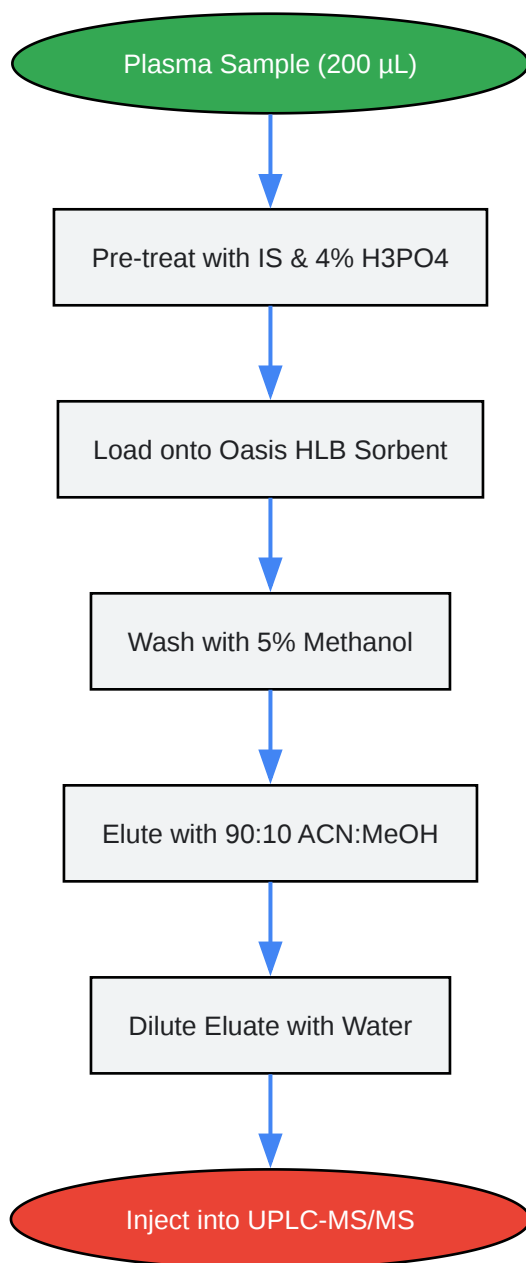 Plasma Sample (200 µL)
Pre-treat with IS & 4% H3PO4
Load onto Oasis HLB Sorbent
Wash with 5% Methanol
Elute with 90:10 ACN:MeOH
Dilute Eluate with Water
Inject into UPLC-MS/MS